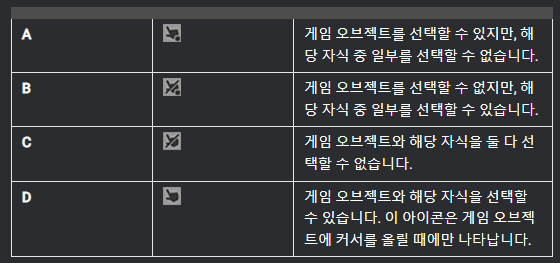 A
게임 오브젝트를 선택할 수 있지만, 해
당 자식 중 일부를 선택할 수 없습니다.
B
게임 오브젝트를 선택할 수 없지만, 해
당 자식 중 일부를 선택할 수 있습니다.
C
게임 오브젝트와 해당 자식을 둘 다 선
택할 수 없습니다.
D
게임 오브젝트와 해당 자식을 선택할
수 있습니다. 이 아이콘은 게임 오브젝
트에 커서를 올릴 때에만 나타납니다.